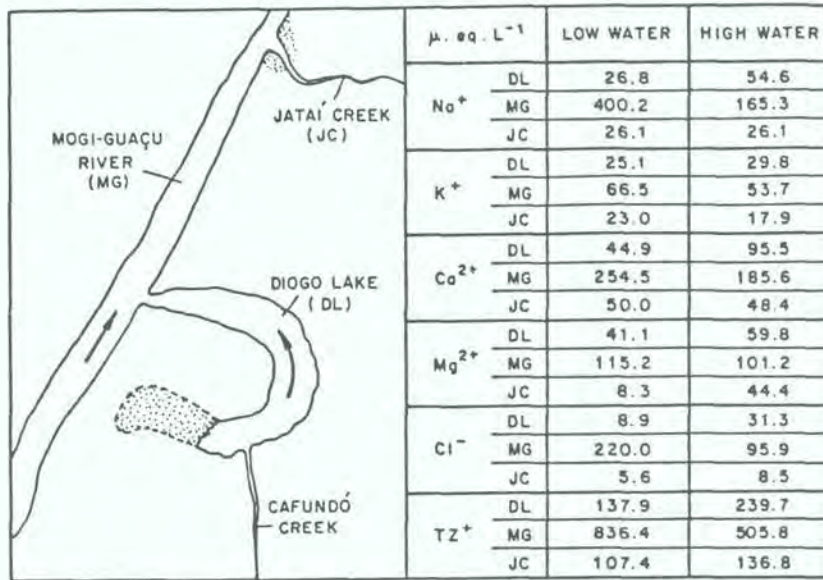 MOGI-GUAÇU
RIVER
(MG)
JATAÍ CREEK
(JC)
DIOGO LAKE
(DL)
CAFUNDÓ
CREEK
µ. eq. L⁻¹ LOW WATER HIGH WATER
Na⁺
DL 26.8 54.6
MG 400.2 165.3
JC 26.1 26.1
K⁺
DL 25.1 29.8
MG 66.5 53.7
JC 23.0 17.9
Ca²⁺
DL 44.9 95.5
MG 254.5 185.6
JC 50.0 48.4
Mg²⁺
DL 41.1 59.8
MG 115.2 101.2
JC 8.3 44.4
Cl⁻
DL 8.9 31.3
MG 220.0 95.9
JC 5.6 8.5
TZ⁺
DL 137.9 239.7
MG 836.4 505.8
JC 107.4 136.8